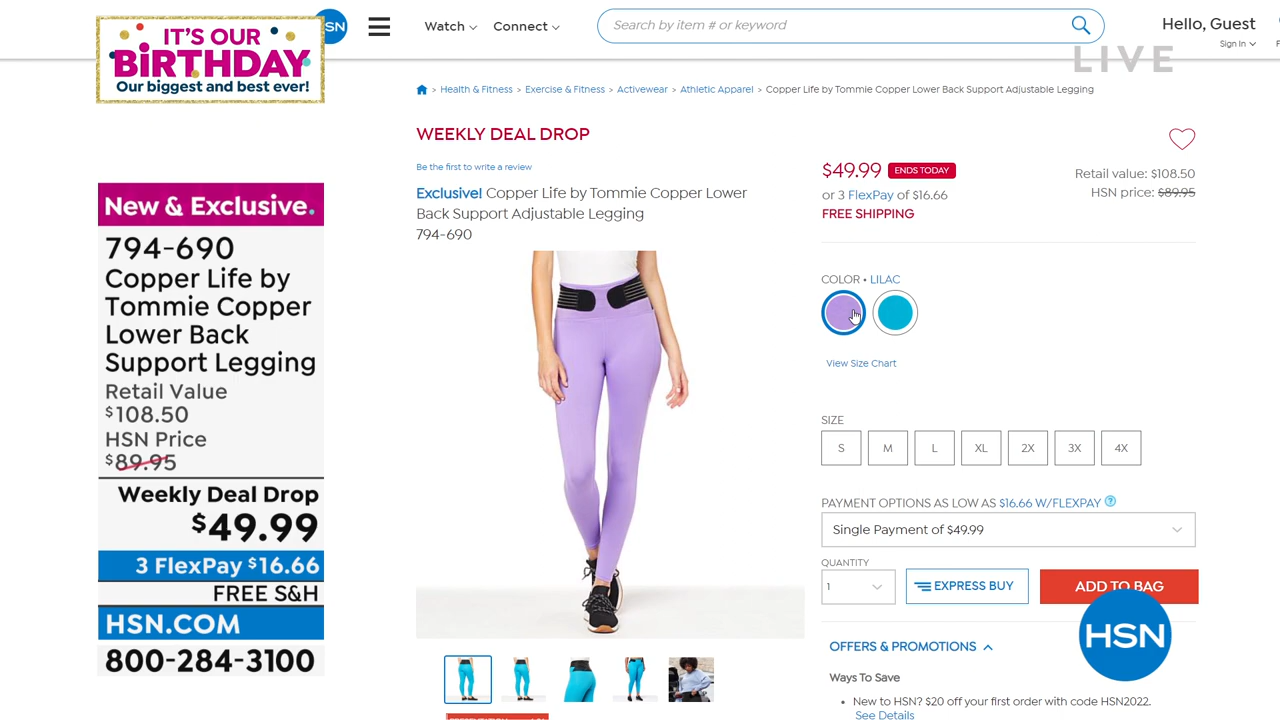 IT'S OUR
BiRTHDAY
Our biggest and best ever!
SN
Watch
Connect
Search by item # or keyword
Hello, Guest
Sign In
LIVE
> Health & Fitness > Exercise & Fitness > Activewear > Athletic Apparel > Copper Life by Tommie Copper Lower Back Support Adjustable Legging
New & Exclusive.
794-690
Copper Life by
Tommie Copper
Lower Back
Support Legging
Retail Value
$108.50
HSN Price
$89.95
Weekly Deal Drop
$49.99
3 FlexPay $16.66
FREE S&H
HSN.COM
800-284-3100
WEEKLY DEAL DROP
Be the first to write a review
Exclusive! Copper Life by Tommie Copper Lower
Back Support Adjustable Legging
794-690
$49.99 ENDS TODAY
or 3 FlexPay of $16.66
FREE SHIPPING
Retail value: $108.50
HSN price: $89.95
COLOR • LILAC
View Size Chart
SIZE
S M L XL 2X 3X 4X
PAYMENT OPTIONS AS LOW AS $16.66 W/FLEXPAY ?
Single Payment of $49.99
QUANTITY
1
EXPRESS BUY
ADD TO BAG
HSN
OFFERS & PROMOTIONS
Ways To Save
• New to HSN? $20 off your first order with code HSN2022.
See Details